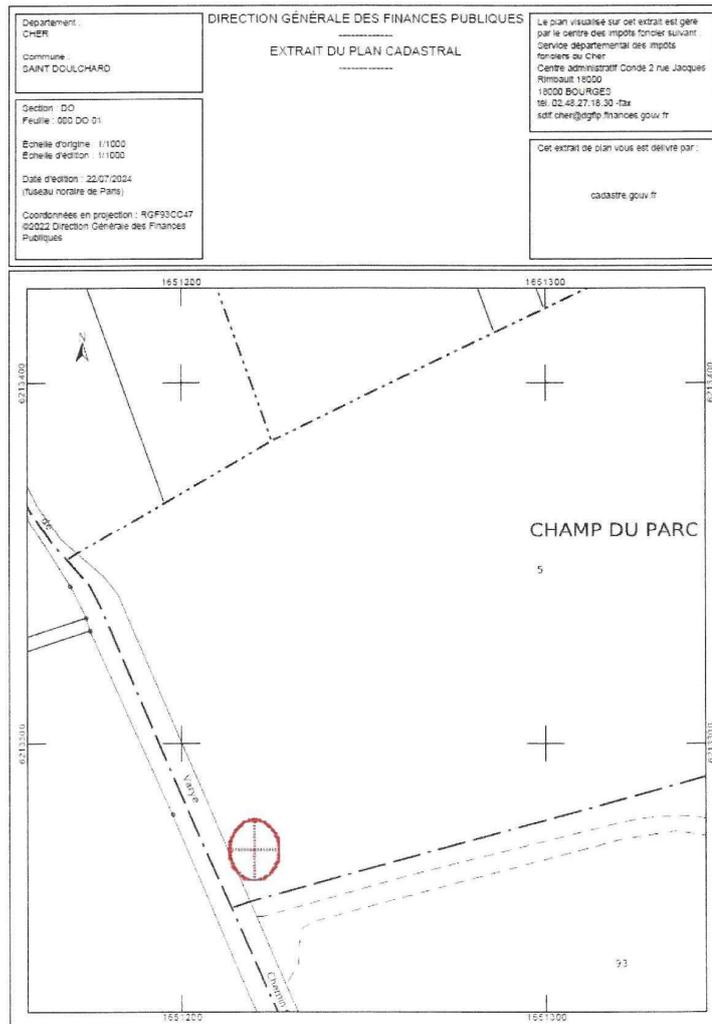 Département :
CHER
Commune :
SAINT DOULCHARD
Section : DO
Feuille : 000 DO 01
Échelle d'origine : 1/1000
Échelle d'édition : 1/1000
Date d'édition : 22/07/2024
(fuseau horaire de Paris)
Coordonnées en projection : RGF93CC47
©2022 Direction Générale des Finances
Publiques
DIRECTION GÉNÉRALE DES FINANCES PUBLIQUES
EXTRAIT DU PLAN CADASTRAL
Le plan visualisé sur cet extrait est géré
par le centre des impôts foncier suivant :
Service départemental des impôts
fonciers du Cher
Centre administratif Condé 2 rue Jacques
Rimbault 18000
18000 BOURGES
tél. 02.48.27.18.30 -fax
sdif.cher@dgfip.finances.gouv.fr
Cet extrait de plan vous est délivré par :
cadastre.gouv.fr
1651200
1651300
N
6213400
6213400
de
CHAMP DU PARC
5
6213300
6213300
Varye
93
Chemin
1651200
1651300